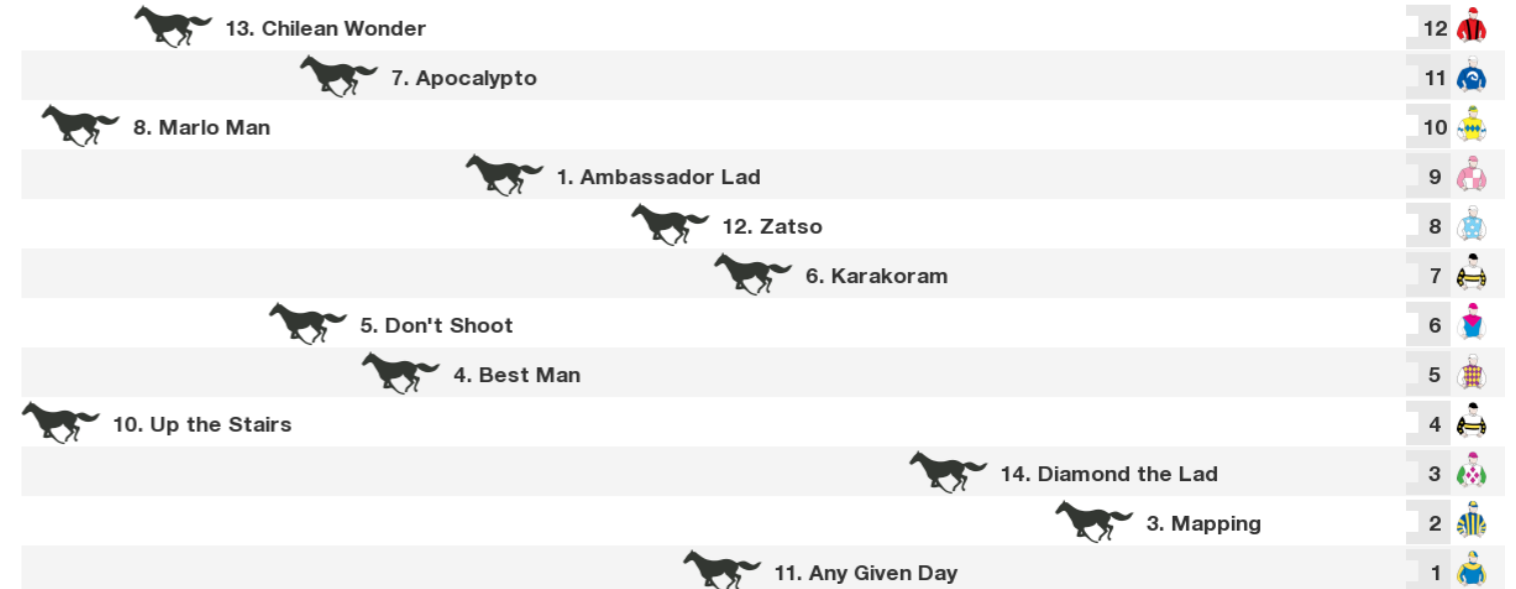 13. Chilean Wonder 12
7. Apocalypto 11
8. Marlo Man 10
1. Ambassador Lad 9
12. Zatso 8
6. Karakoram 7
5. Don't Shoot 6
4. Best Man 5
10. Up the Stairs 4
14. Diamond the Lad 3
3. Mapping 2
11. Any Given Day 1